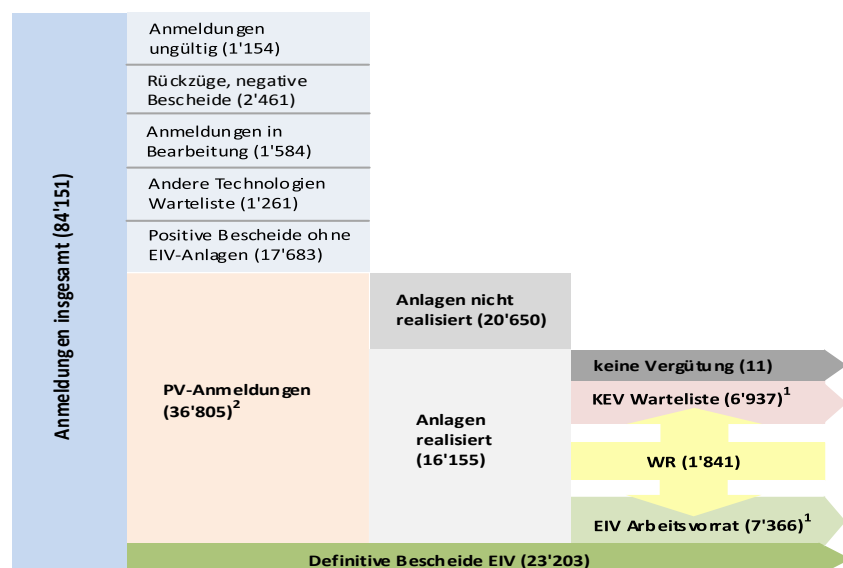 Anmeldungen insgesamt (84'151)
Anmeldungen
ungültig (1'154)
Rückzüge, negative
Bescheide (2'461)
Anmeldungen in
Bearbeitung (1'584)
Andere Technologien
Warteliste (1'261)
Positive Bescheide ohne
EIV-Anlagen (17'683)
PV-Anmeldungen
(36'805)²
Anlagen nicht
realisiert (20'650)
Anlagen
realisiert
(16'155)
keine Vergütung (11)
KEV Warteliste (6'937)¹
WR (1'841)
EIV Arbeitsvorrat (7'366)¹
Definitive Bescheide EIV (23'203)